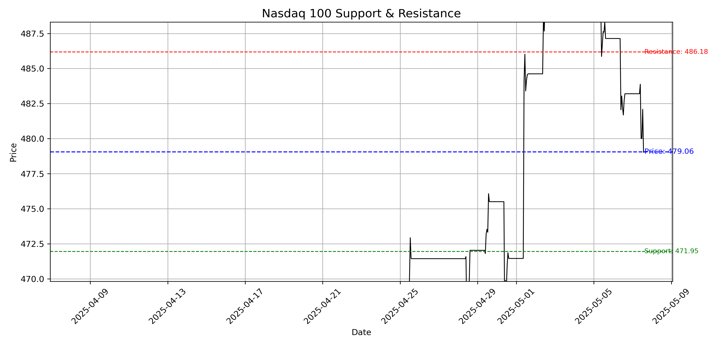 Nasdaq 100 Support & Resistance
487.5
485.0
482.5
480.0
477.5
475.0
472.5
470.0
Price
Resistance: 486.18
Price: 479.06
Support: 471.95
2025-04-09
2025-04-13
2025-04-17
2025-04-21
2025-04-25
2025-04-29
2025-05-01
2025-05-05
2025-05-09
Date